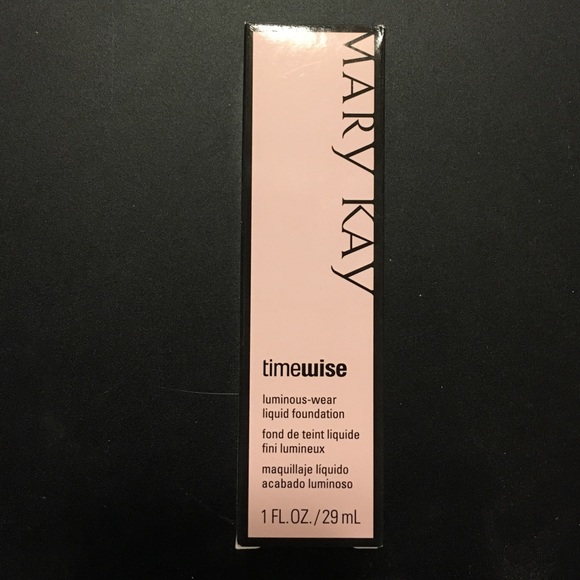 MARY KAY
timewise
luminous-wear
liquid foundation
fond de teint liquide
fini lumineux
maquillaje líquido
acabado luminoso
1 FL.OZ./29 mL